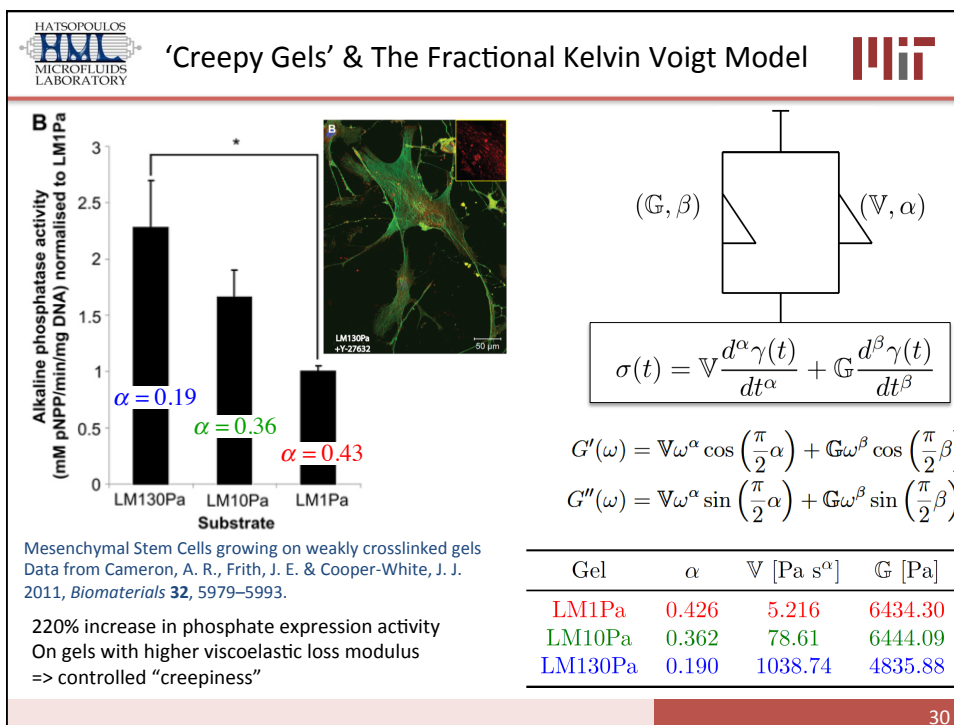 HATSOPOULOS
HML
MICROFLUIDS
LABORATORY
‘Creepy Gels’ & The Fractional Kelvin Voigt Model
MIT
B
Alkaline phosphatase activity
(mM pNPP/min/mg DNA) normalised to LM1Pa
3
2.5
2
1.5
1
0.5
0
*
α = 0.19
α = 0.36
α = 0.43
LM130Pa LM10Pa LM1Pa
Substrate
B
LM130Pa
+Y-27632
50 µm
(𝔾, β)
(𝕍, α)
σ(t) = 𝕍 d^α γ(t)/dt^α + 𝔾 d^β γ(t)/dt^β
G′(ω) = 𝕍ω^α cos (π/2 α) + 𝔾ω^β cos (π/2 β)
G″(ω) = 𝕍ω^α sin (π/2 α) + 𝔾ω^β sin (π/2 β)
Mesenchymal Stem Cells growing on weakly crosslinked gels
Data from Cameron, A. R., Frith, J. E. & Cooper-White, J. J.
2011, Biomaterials 32, 5979–5993.
220% increase in phosphate expression activity
On gels with higher viscoelastic loss modulus
=> controlled “creepiness”
Gel α 𝕍 [Pa s^α] 𝔾 [Pa]
LM1Pa 0.426 5.216 6434.30
LM10Pa 0.362 78.61 6444.09
LM130Pa 0.190 1038.74 4835.88
30